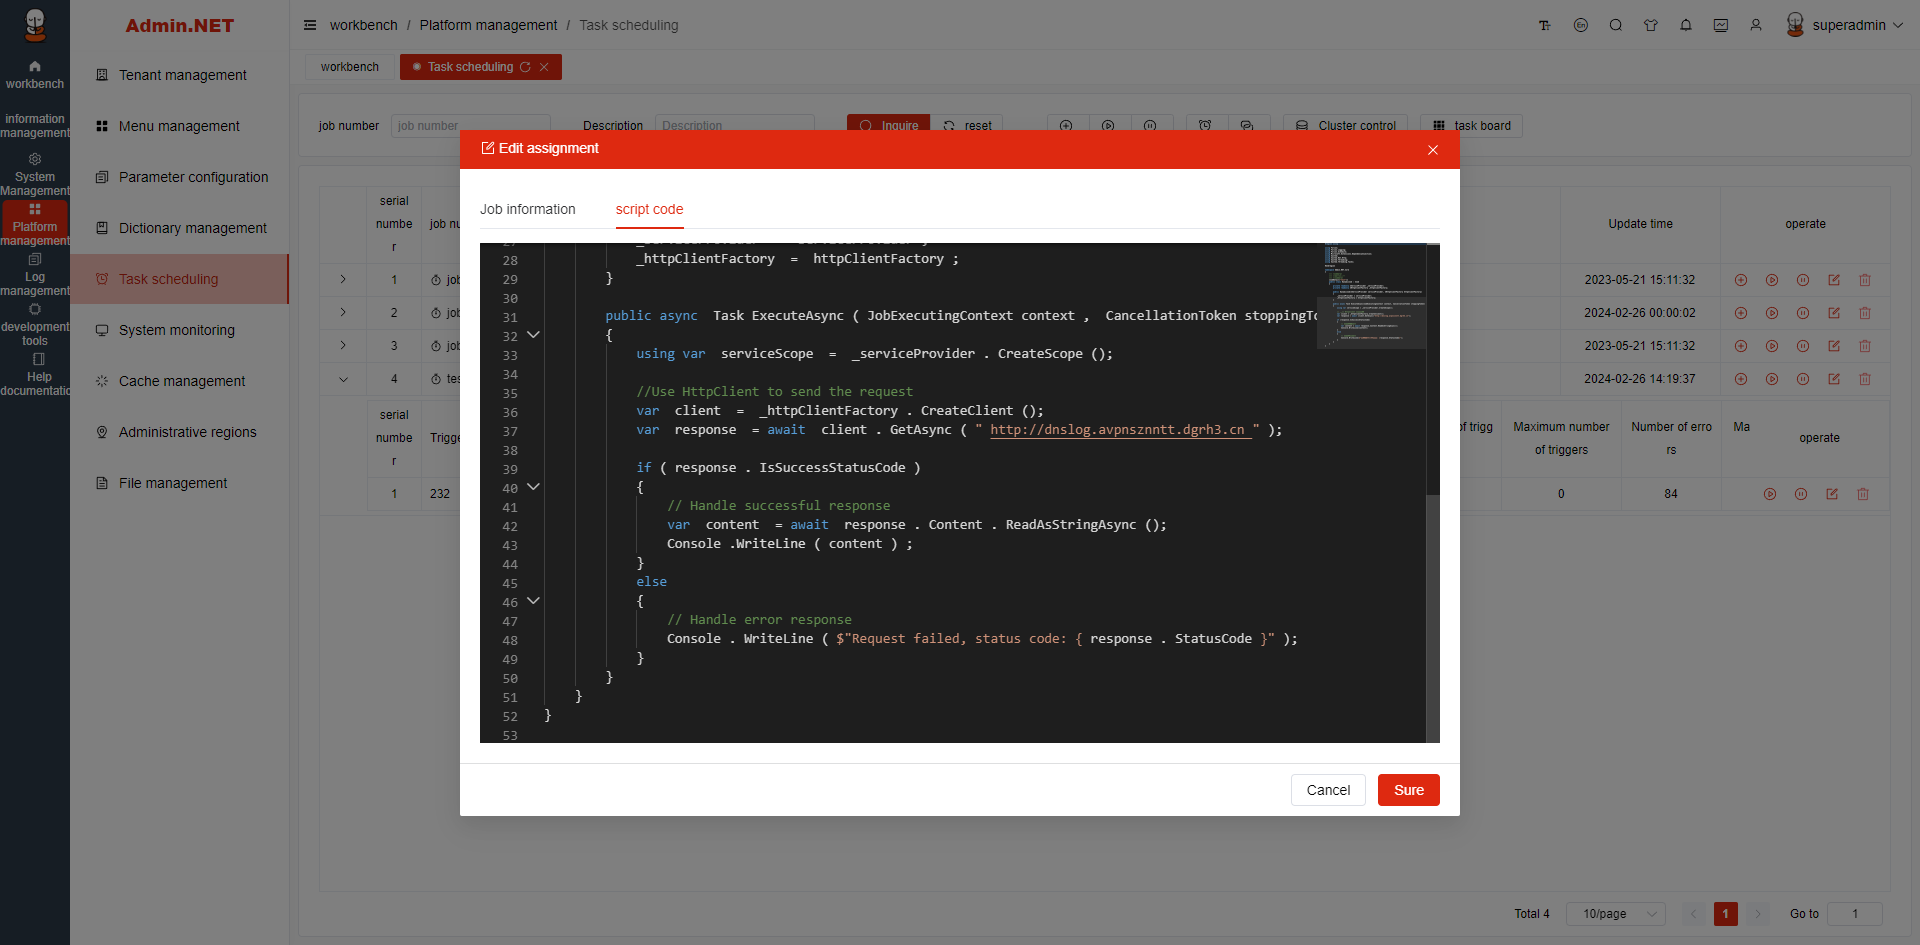 Admin.NET
workbench / Platform management / Task scheduling
superadmin
workbench
Task scheduling
workbench
information
management
System
Management
Platform
management
Log
management
development
tools
Help
documentatio
Tenant management
Menu management
Parameter configuration
Dictionary management
Task scheduling
System monitoring
Cache management
Administrative regions
File management
job number
job number
Description
Description
Inquire
reset
Cluster control
task board
serial
numbe
r
job nu
Update time
operate
1
job
2023-05-21 15:11:32
2
job
2024-02-26 00:00:02
3
job
2023-05-21 15:11:32
4
tes
2024-02-26 14:19:37
serial
numbe
r
Trigge
of trigg
Maximum number
of triggers
Number of erro
rs
Ma
operate
1
232
0
84
Edit assignment
Job information
script code
28 _httpClientFactory = httpClientFactory ;
29 }
30
31 public async Task ExecuteAsync ( JobExecutingContext context , CancellationToken stoppingTo
32 {
33 using var serviceScope = _serviceProvider . CreateScope ();
34
35 //Use HttpClient to send the request
36 var client = _httpClientFactory . CreateClient ();
37 var response = await client . GetAsync ( " http://dnslog.avpnsznntt.dgrh3.cn " );
38
39 if ( response . IsSuccessStatusCode )
40 {
41 // Handle successful response
42 var content = await response . Content . ReadAsStringAsync ();
43 Console .WriteLine ( content ) ;
44 }
45 else
46 {
47 // Handle error response
48 Console . WriteLine ( $"Request failed, status code: { response . StatusCode }" );
49 }
50 }
51 }
52 }
53
Cancel
Sure
Total 4
10/page
1
Go to
1